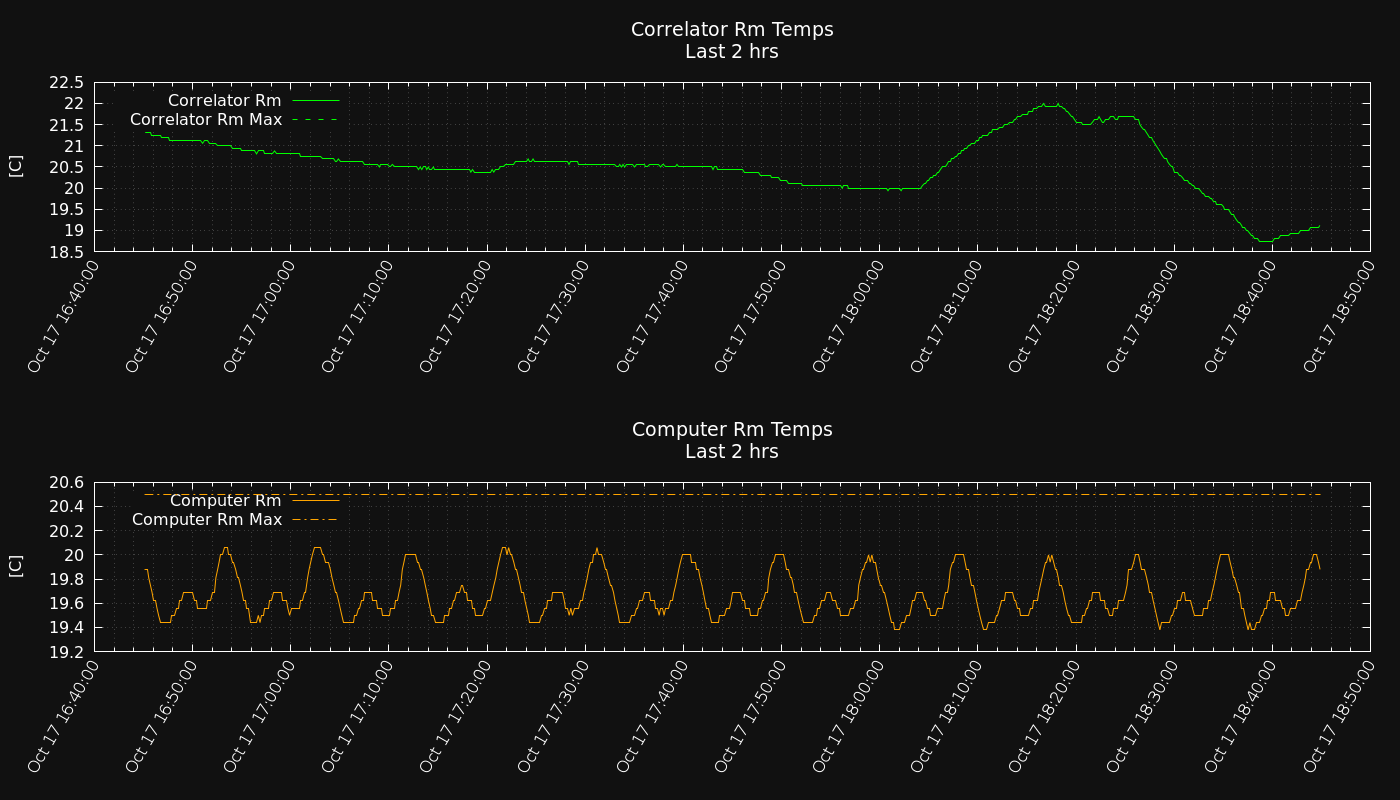 Correlator Rm Temps
Last 2 hrs
22.5
22
21.5
21
20.5
20
19.5
19
18.5
[C]
Correlator Rm
Correlator Rm Max
Oct 17 16:40:00
Oct 17 16:50:00
Oct 17 17:00:00
Oct 17 17:10:00
Oct 17 17:20:00
Oct 17 17:30:00
Oct 17 17:40:00
Oct 17 17:50:00
Oct 17 18:00:00
Oct 17 18:10:00
Oct 17 18:20:00
Oct 17 18:30:00
Oct 17 18:40:00
Oct 17 18:50:00
Computer Rm Temps
Last 2 hrs
20.6
20.4
20.2
20
19.8
19.6
19.4
19.2
[C]
Computer Rm
Computer Rm Max
Oct 17 16:40:00
Oct 17 16:50:00
Oct 17 17:00:00
Oct 17 17:10:00
Oct 17 17:20:00
Oct 17 17:30:00
Oct 17 17:40:00
Oct 17 17:50:00
Oct 17 18:00:00
Oct 17 18:10:00
Oct 17 18:20:00
Oct 17 18:30:00
Oct 17 18:40:00
Oct 17 18:50:00